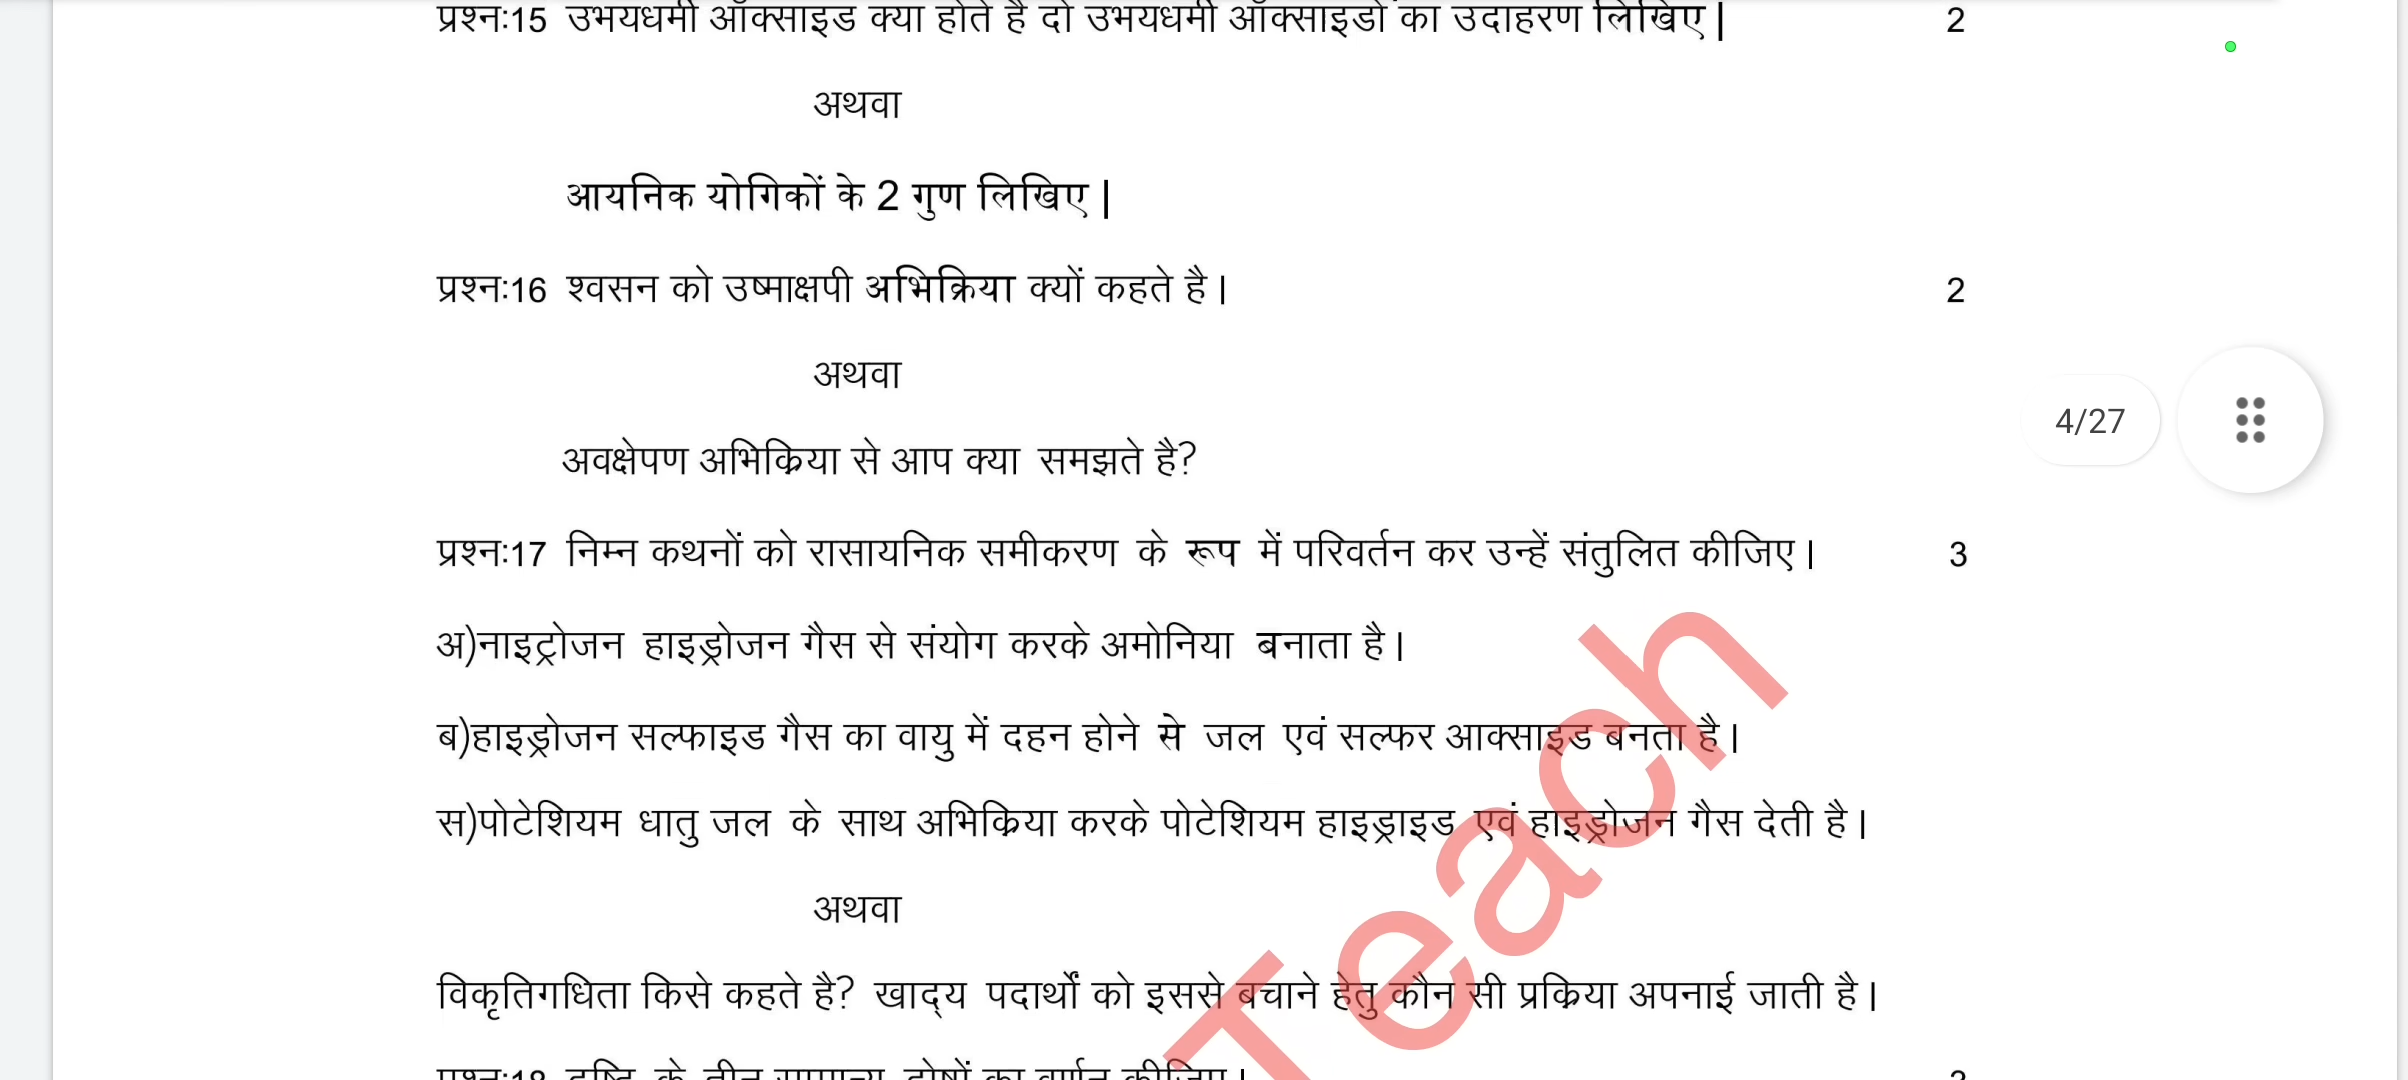 प्रश्न:15 उभयधर्मी ऑक्साइड क्या होते है दो उभयधर्मी ऑक्साइडों का उदाहरण लिखिए| 2
अथवा
आयनिक योगिकों के 2 गुण लिखिए|
प्रश्न:16 श्वसन को उष्माक्षपी अभिक्रिया क्यों कहते है। 2
अथवा
अवक्षेपण अभिक्रिया से आप क्या समझते है?
4/27
प्रश्न:17 निम्न कथनों को रासायनिक समीकरण के रूप में परिवर्तन कर उन्हें संतुलित कीजिए। 3
अ)नाइट्रोजन हाइड्रोजन गैस से संयोग करके अमोनिया बनाता है।
ब)हाइड्रोजन सल्फाइड गैस का वायु में दहन होने से जल एवं सल्फर आक्साइड बनता है।
स)पोटेशियम धातु जल के साथ अभिक्रिया करके पोटेशियम हाइड्राइड एवं हाइड्रोजन गैस देती है।
अथवा
विकृतिगधिता किसे कहते है? खाद्य पदार्थों को इससे बचाने हेतु कौन सी प्रक्रिया अपनाई जाती है।
प्रश्न:18 दृष्टि के तीन सामान्य दोषों का वर्णन कीजिए।
Teach